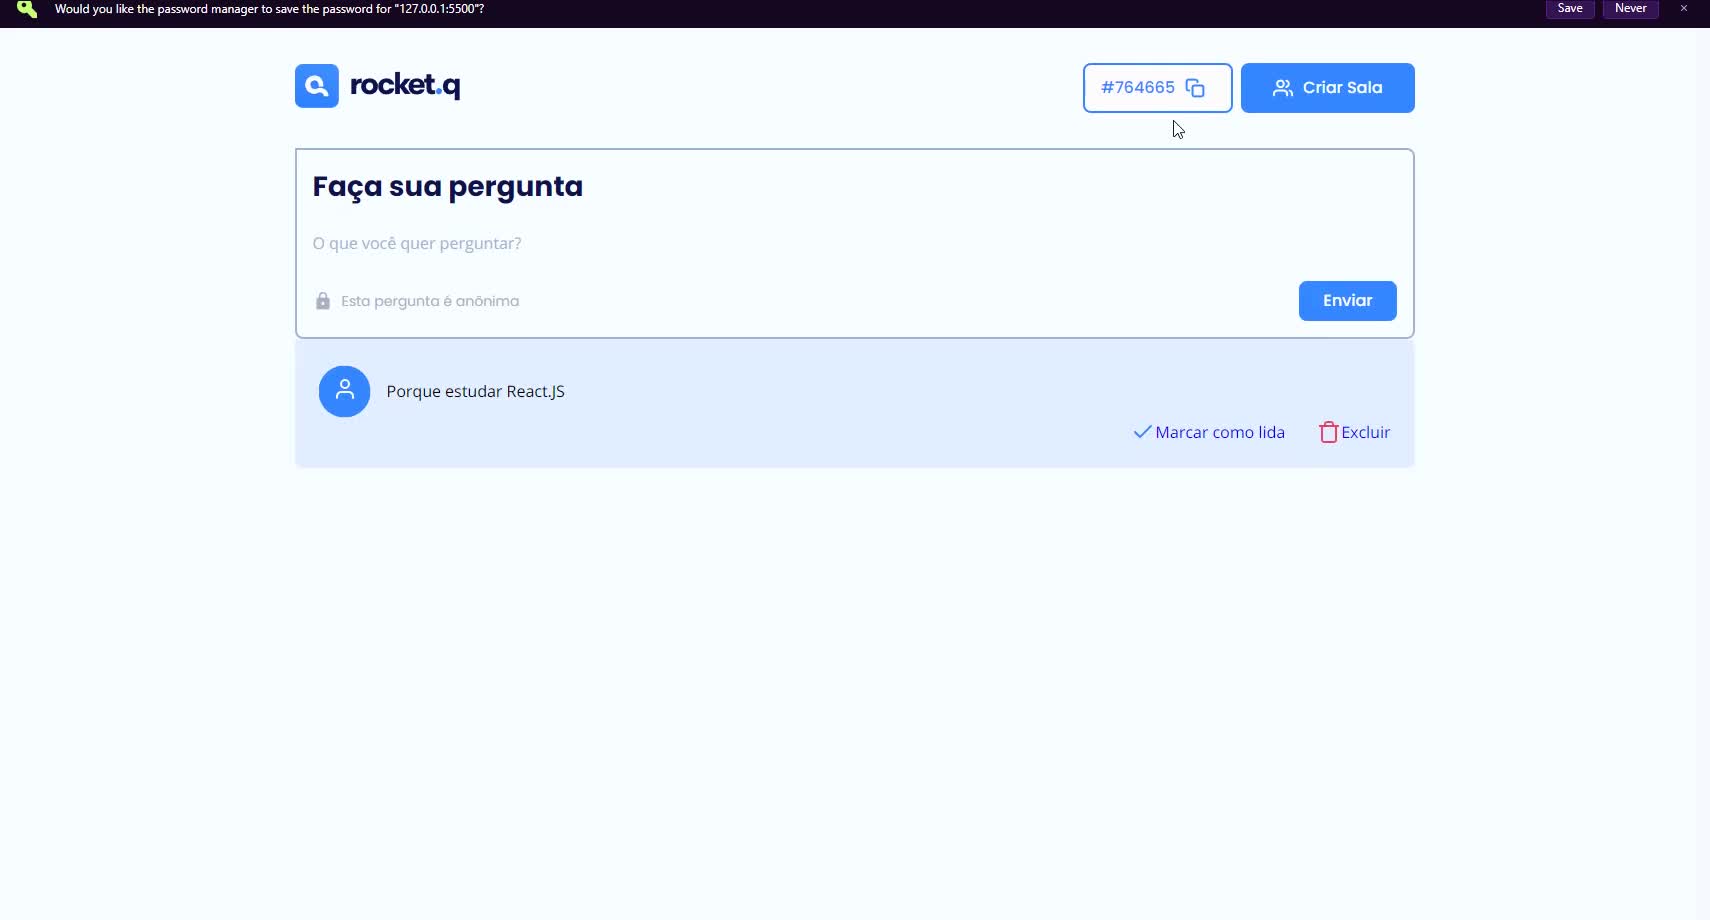 Would you like the password manager to save the password for "127.0.0.1:5500"?
Save
Never
rocket.q
#764665
Criar Sala
Faça sua pergunta
O que você quer perguntar?
Esta pergunta é anônima
Enviar
Porque estudar React.JS
Marcar como lida
Excluir